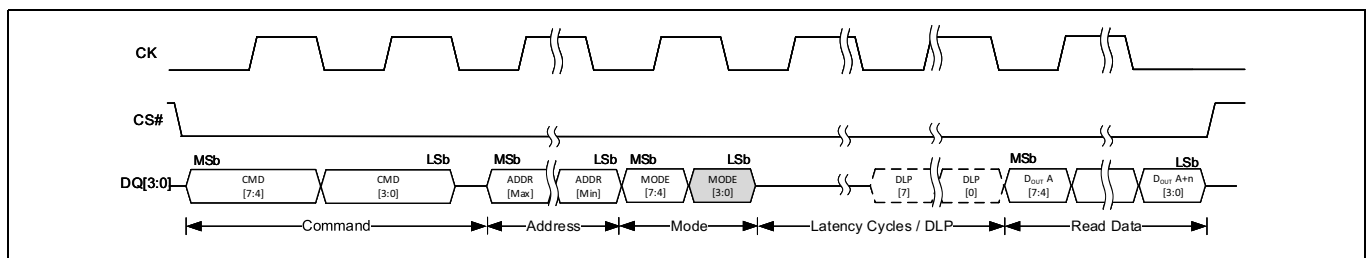 CK
CS#
MSb LSb MSb LSb MSb LSb MSb LSb
DQ[3:0] CMD [7:4] CMD [3:0] ADDR [Max] ADDR [Min] MODE [7:4] MODE [3:0] DLP [7] DLP [0] DOUT A [7:4] DOUT A+n [3:0]
Command Address Mode Latency Cycles / DLP Read Data